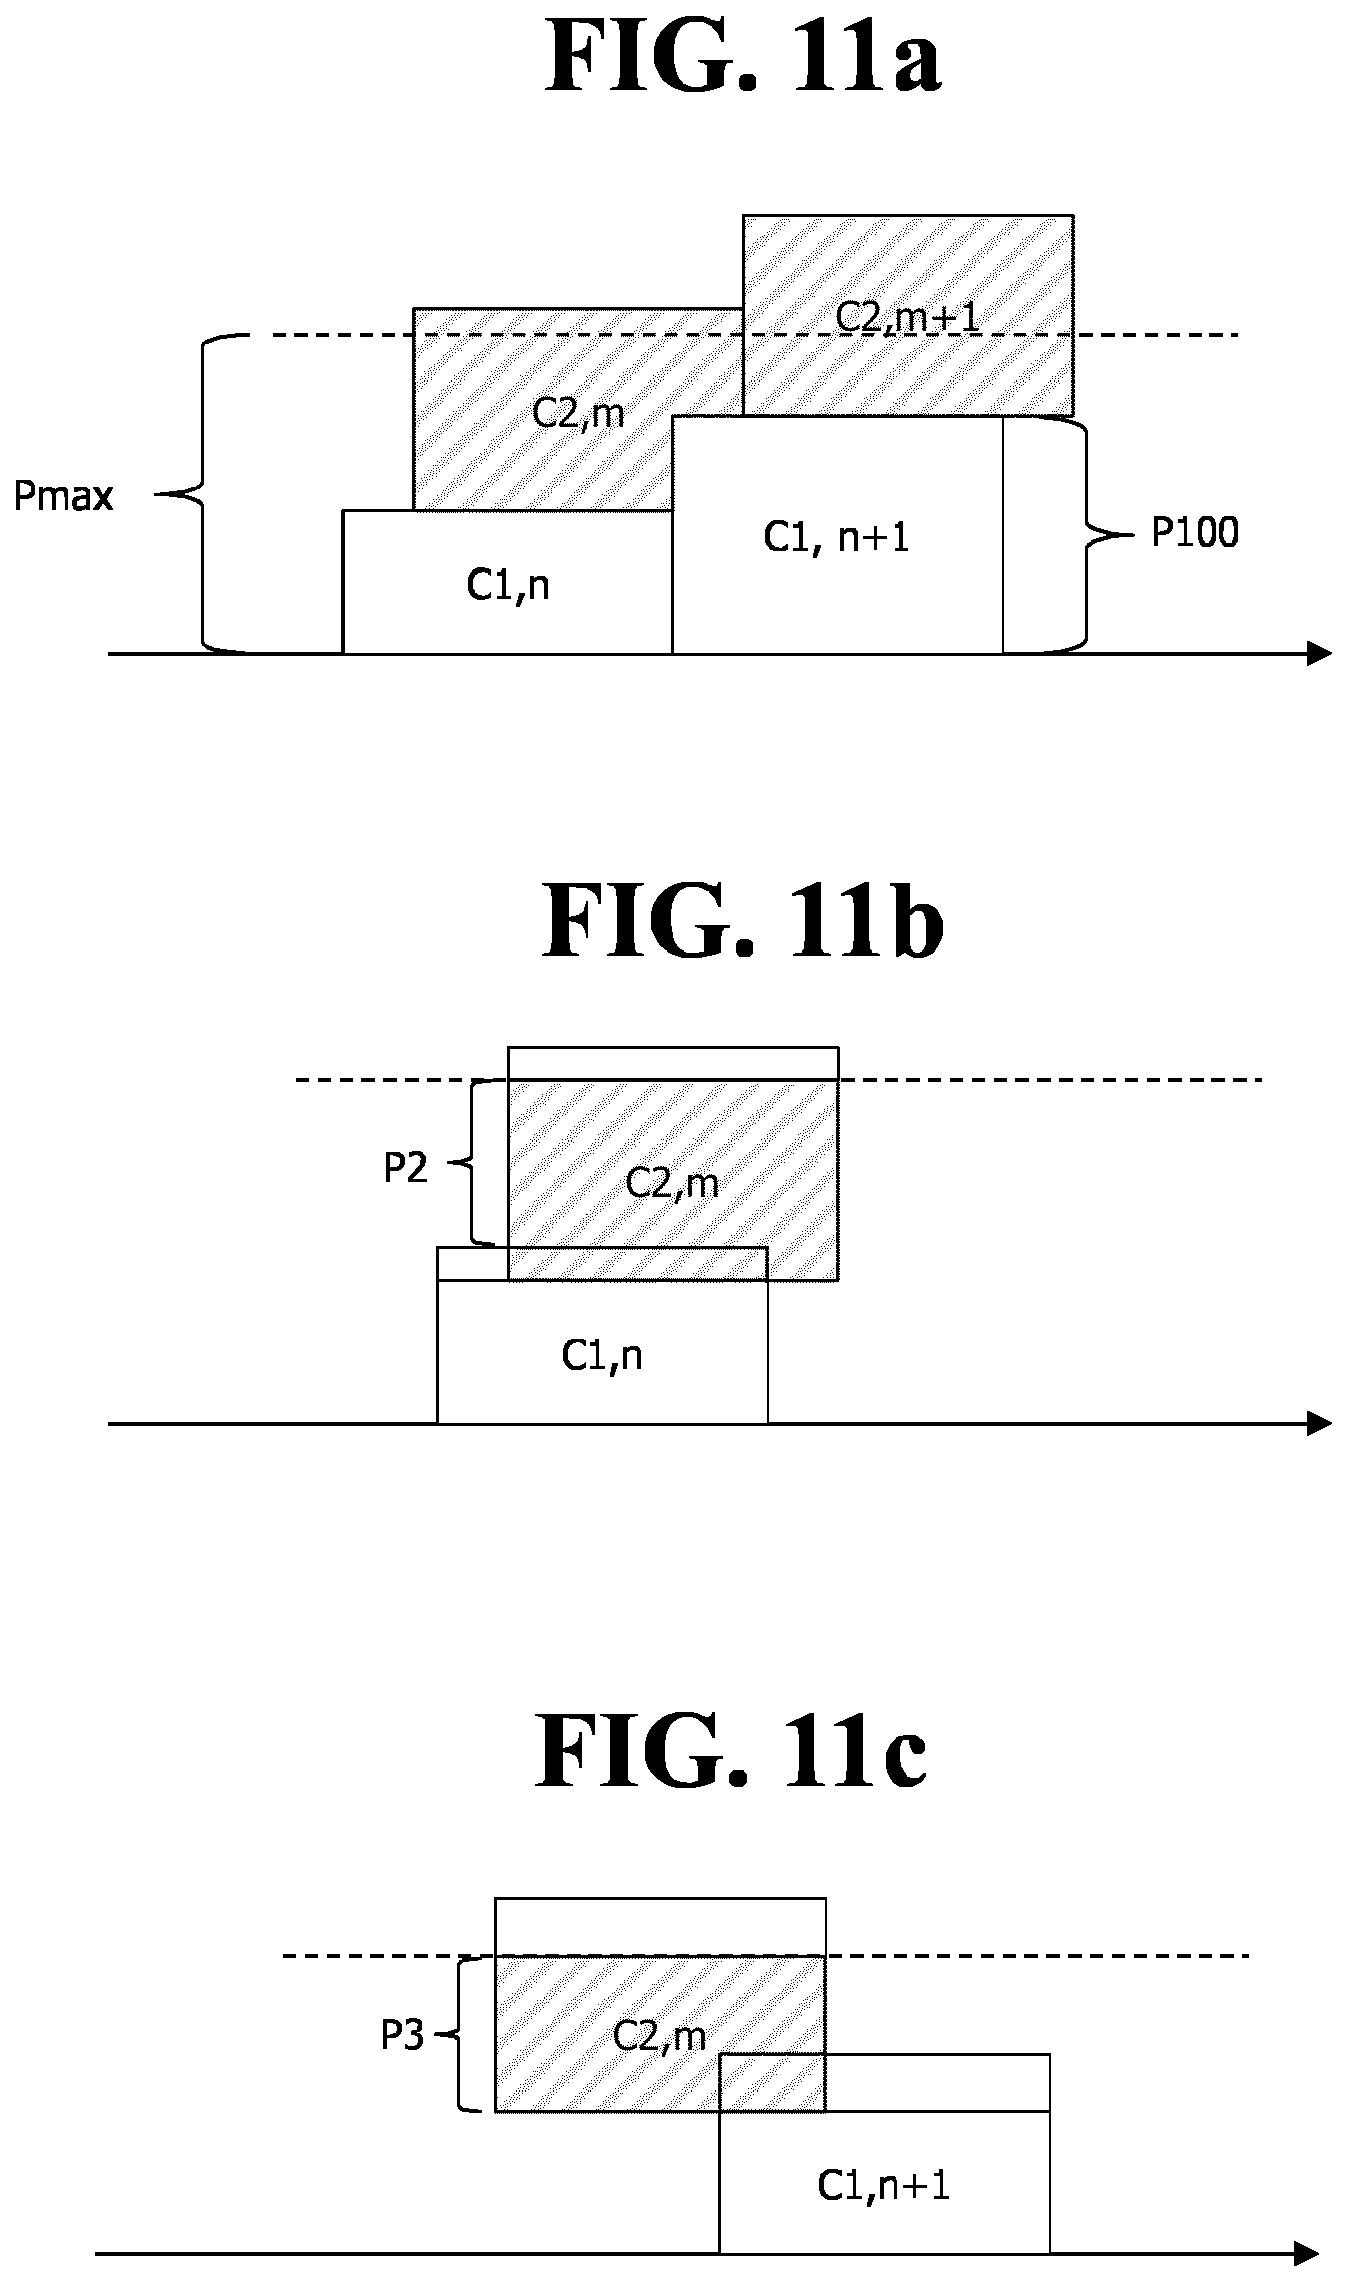 FIG. 11a
C2,m+1
C2,m
Pmax
C1, n+1
P100
C1,n
FIG. 11b
P2
C2,m
C1,n
FIG. 11c
P3
C2,m
C1,n+1